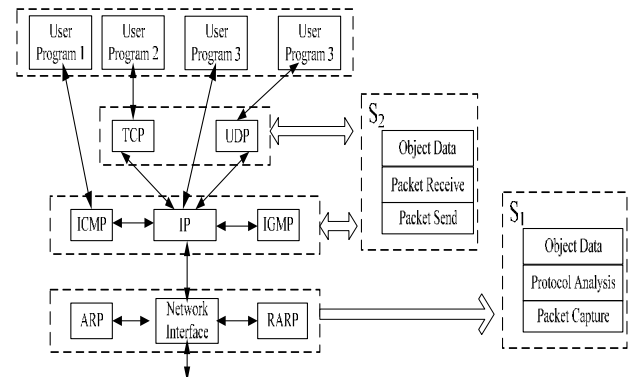 User
Program 1
User
Program 2
User
Program 3
User
Program 3
TCP
UDP
S2
Object Data
Packet Receive
Packet Send
ICMP
IP
IGMP
S1
Object Data
Protocol Analysis
Packet Capture
ARP
Network
Interface
RARP